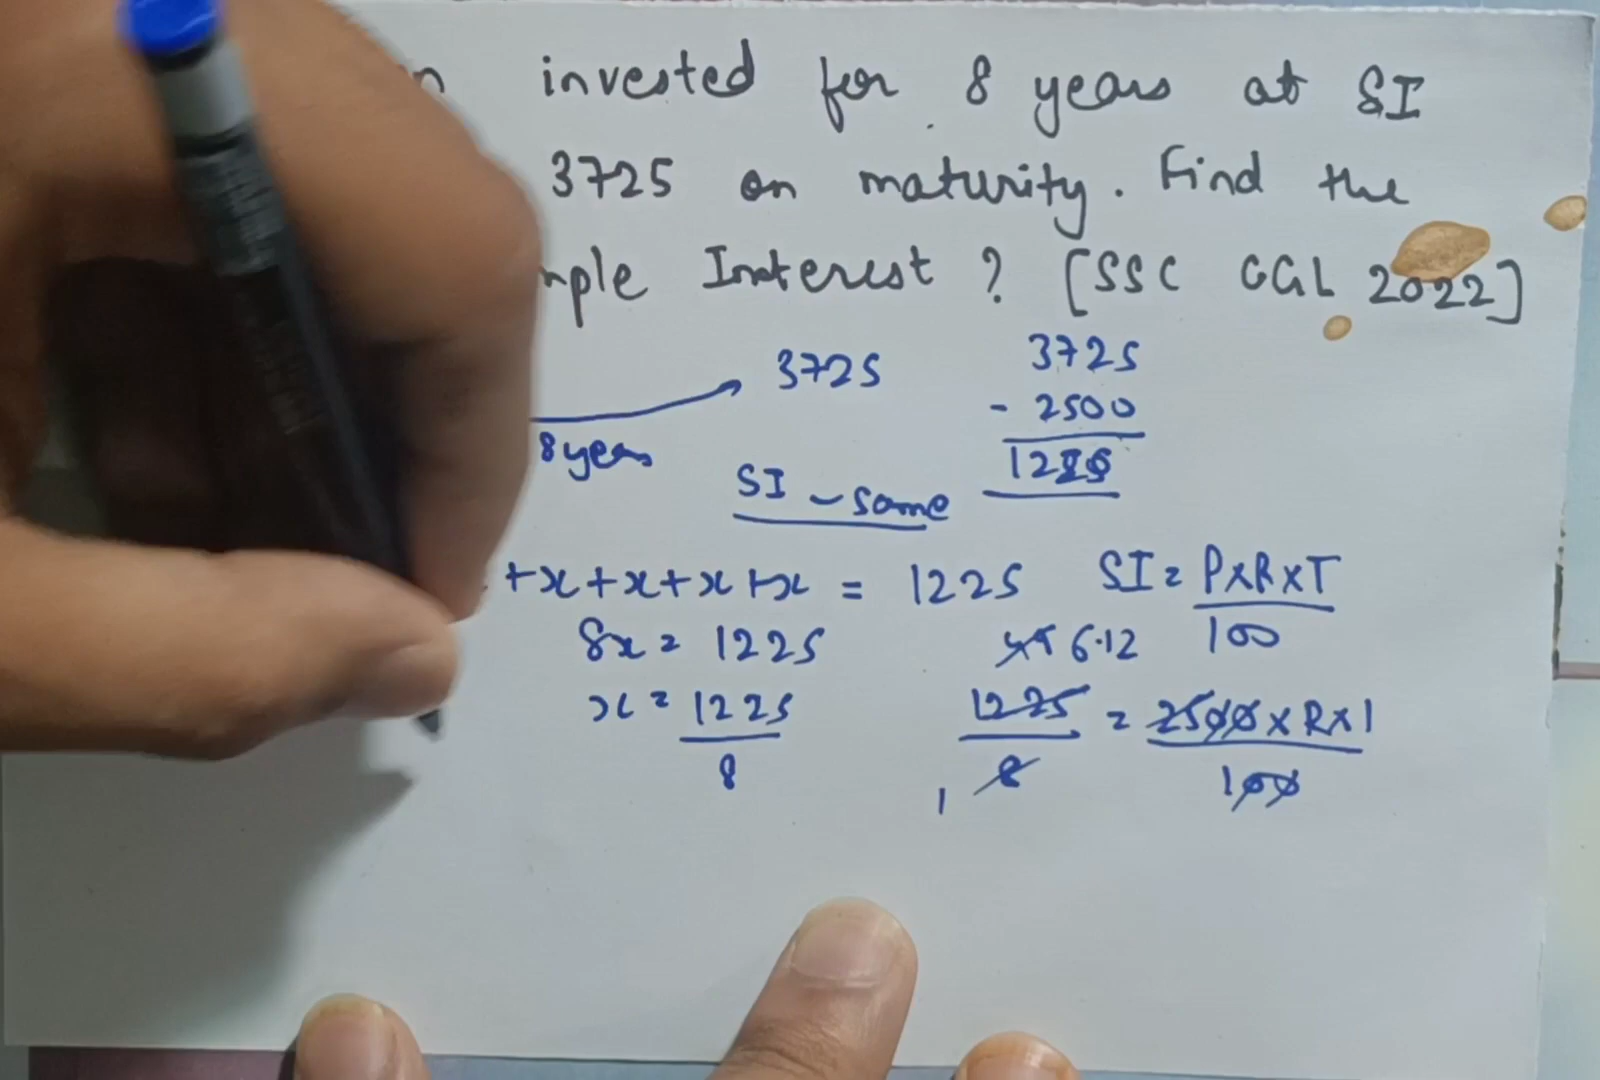 invested for 8 years at SI
3725 on maturity. Find the
Interest ? [SSC CGL 2022]
3725
8 years
SI - Same
3725
- 2500
1225
+x+x+x+x = 1225
8x = 1225
x = 1225
8
SI = P×R×T
100
6.12
1225 = 2500 × R×1
1 8 100